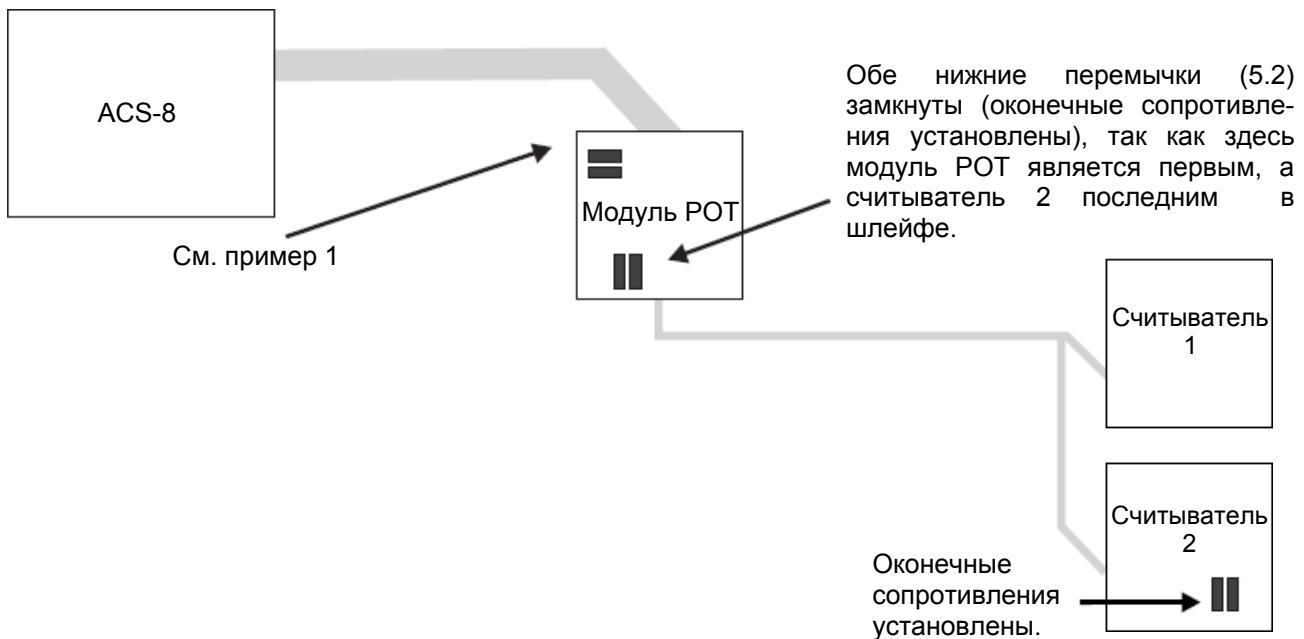 ACS-8
См. пример 1
Модуль POT
Обе нижние перемычки (5.2)
замкнуты (оконечные сопротивле-
ния установлены), так как здесь
модуль POT является первым, а
считыватель 2 последним в
шлейфе.
Считыватель
1
Считыватель
2
Оконечные
сопротивления
установлены.